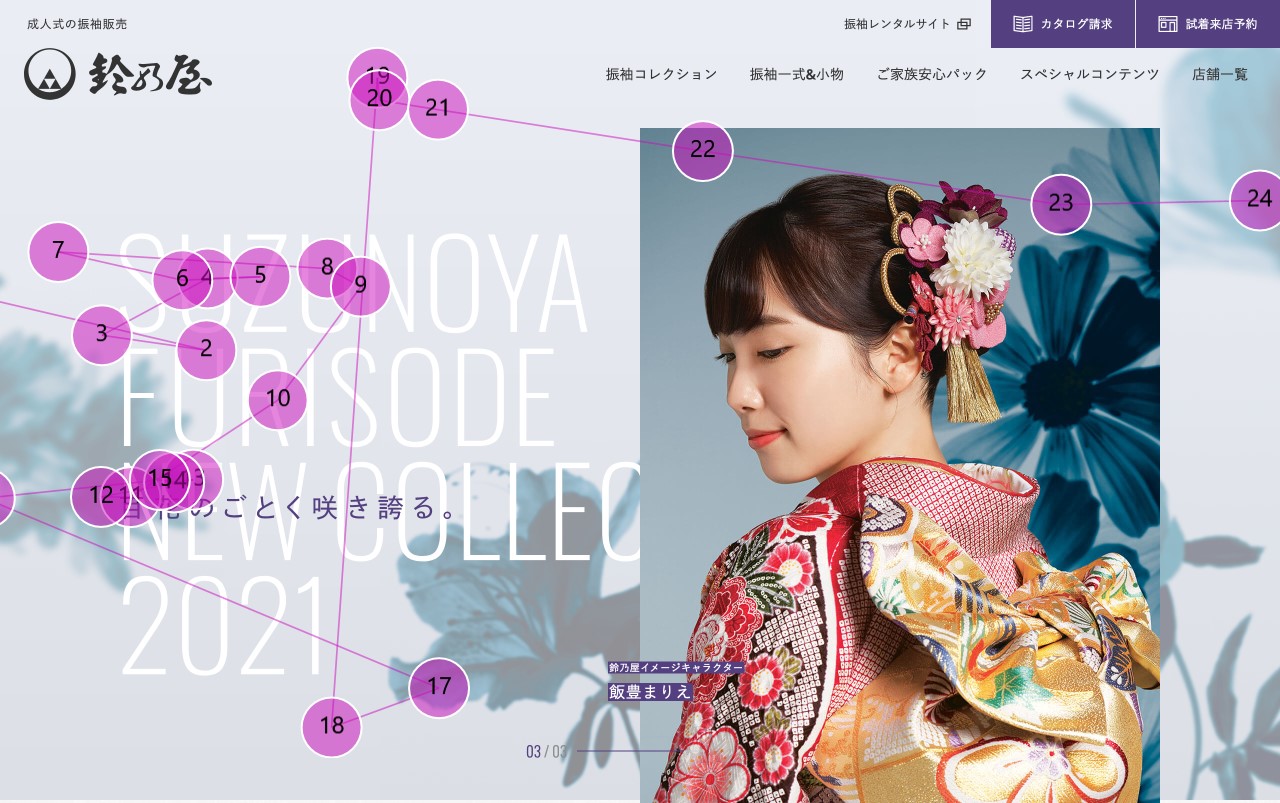 成人式の振袖販売
振袖レンタルサイト
カタログ請求
試着来店予約
鈴乃屋
振袖コレクション
振袖一式&小物
ご家族安心パック
スペシャルコンテンツ
店舗一覧
19
20
21
22
23
24
7
6
4
5
8
9
3
2
10
SUZUNOYA
FURISODE
NEW COLLEC
2021
12
11
15
14
3
のごとく咲き誇る。
17
18
鈴乃屋イメージキャラクター
飯豊まりえ
03 / 03